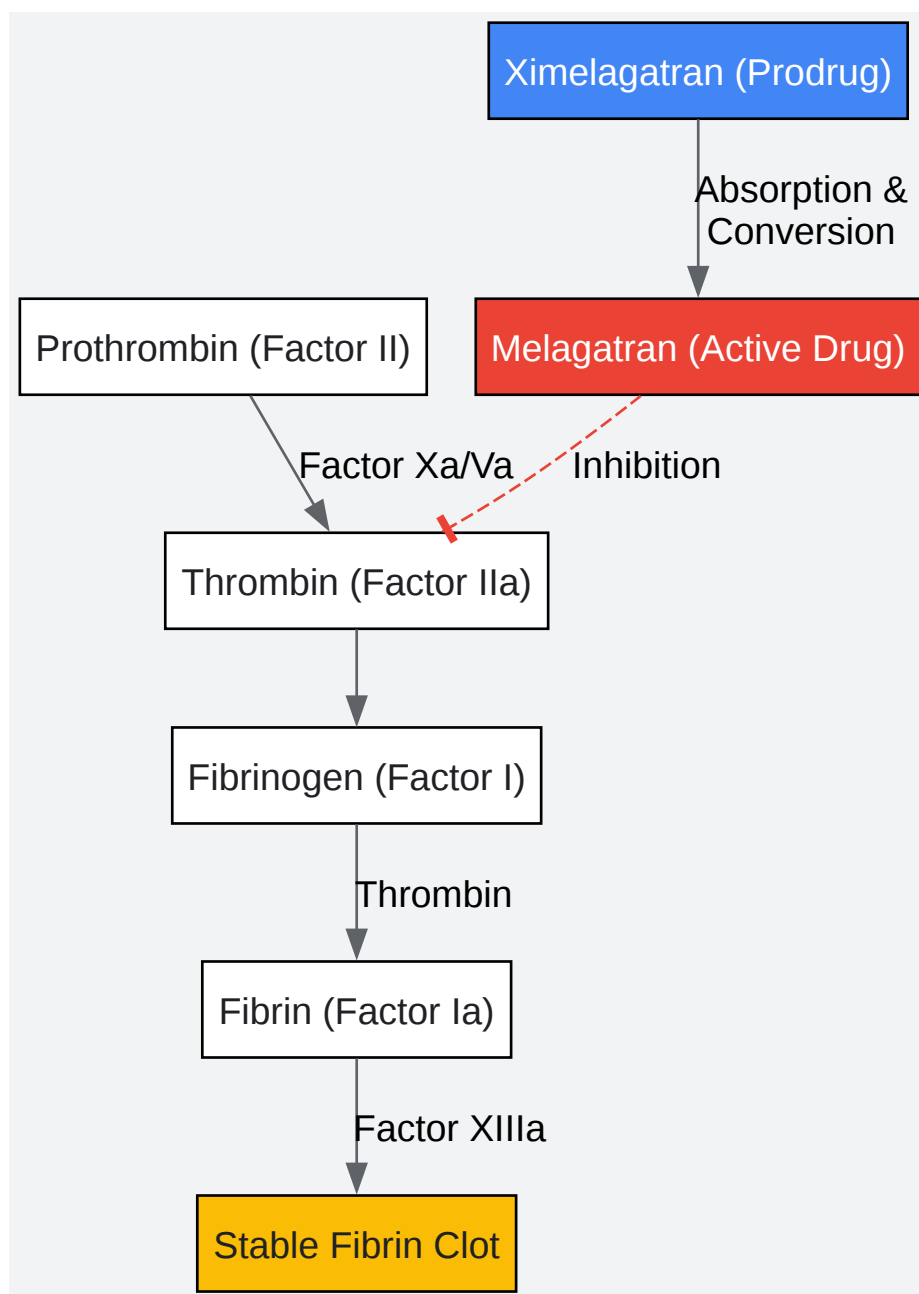 Ximelagatran (Prodrug)
Absorption &
Conversion
Prothrombin (Factor II)
Melagatran (Active Drug)
Factor Xa/Va
Inhibition
Thrombin (Factor IIa)
Fibrinogen (Factor I)
Thrombin
Fibrin (Factor Ia)
Factor XIIIa
Stable Fibrin Clot